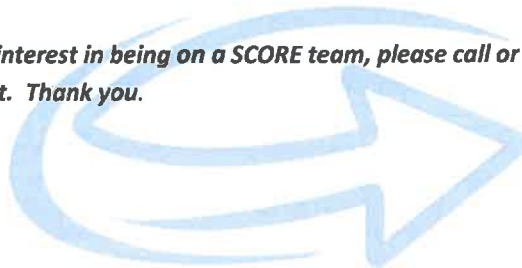 interest in being on a SCORE team, please call or
t. Thank you.